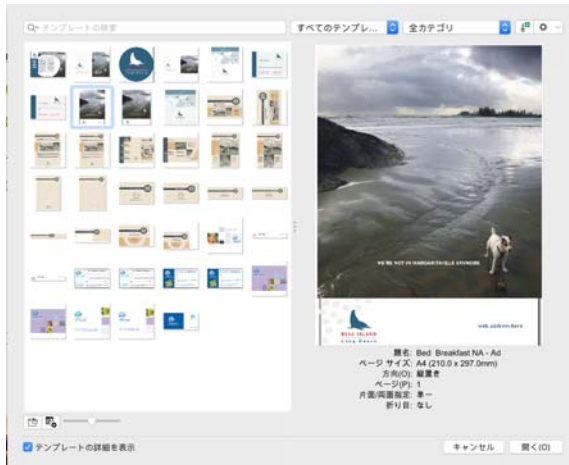 テンプレートの検索
すべてのテンプレ...
全カテゴリ
WE'RE NOT IN MARGARITAVILLE ANYMORE
BELL ISLAND
Long Beach
web.address.here
題名: Bed Breakfast NA - Ad
ページ サイズ: A4 (210.0 x 297.0mm)
方向(O): 縦置き
ページ(P): 1
片面/両面指定: 単一
折り目: なし
テンプレートの詳細を表示
キャンセル
開く(O)